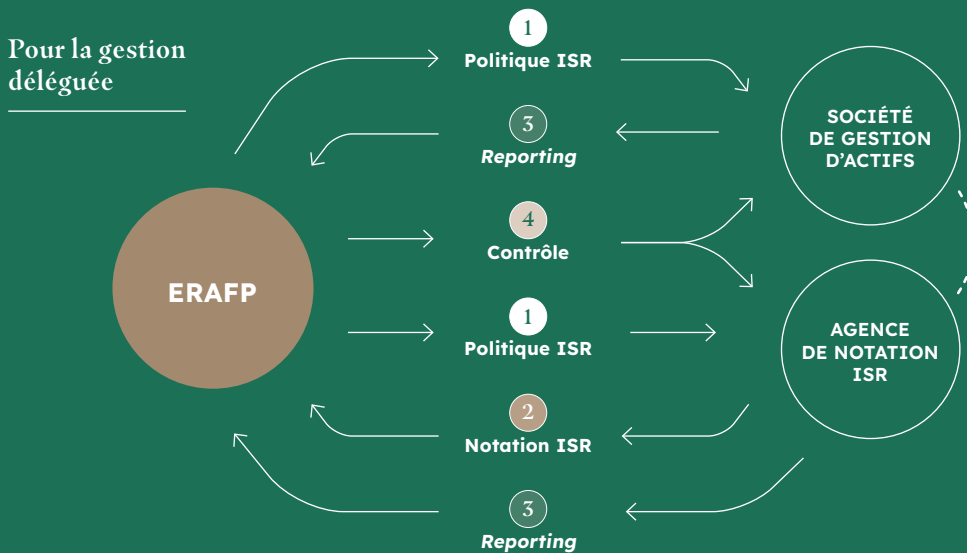 Pour la gestion
déléguée
1
Politique ISR
3
Reporting
4
Contrôle
1
Politique ISR
2
Notation ISR
3
Reporting
ERAFP
SOCIÉTÉ
DE GESTION
D’ACTIFS
AGENCE
DE NOTATION
ISR